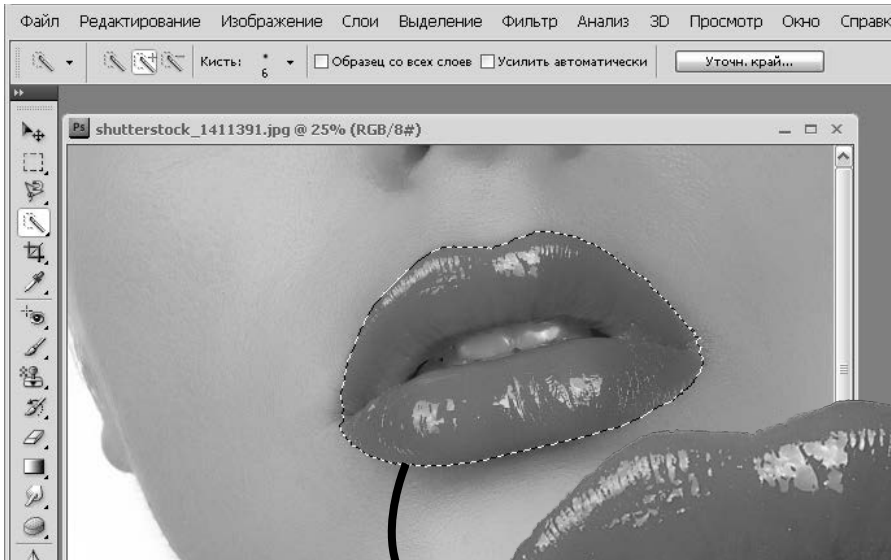 Файл Редактирование Изображение Слои Выделение Фильтр Анализ 3D Просмотр Окно Справк
Кисть: 6 Образец со всех слоев Усилить автоматически Уточн. край...
Ps shutterstock_1411391.jpg @ 25% (RGB/8#)